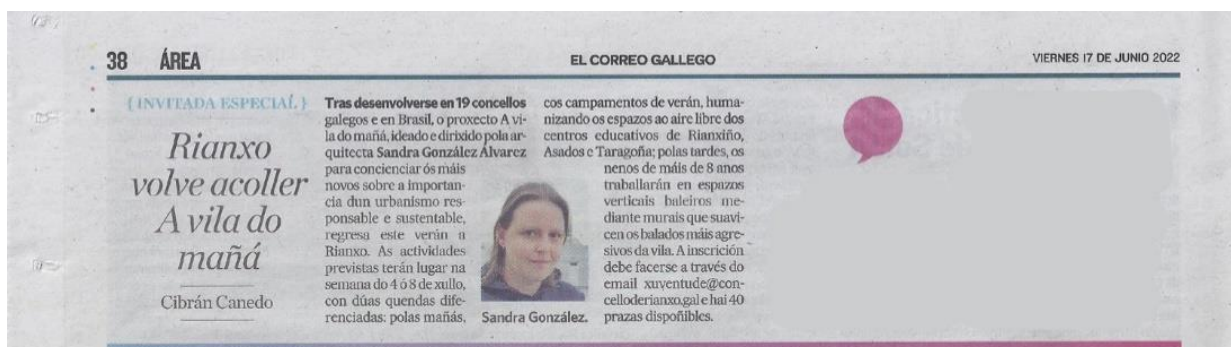 38 ÁREA
EL CORREO GALLEGO
VIERNES 17 DE JUNIO 2022
{ INVITADA ESPECIAL }
Rianxo
volve acoller
A vila do
mañá
Cibrán Canedo
Tras desenvolverse en 19 concellos
galegos e en Brasil, o proxecto A vi-
la do mañá, ideado e dirixido pola ar-
quitecta Sandra González Álvarez
para concienciar ós máis
novos sobre a importan-
cia dun urbanismo res-
ponsable e sustentable,
regresa este verán a
Rianxo. As actividades
previstas terán lugar na
semana do 4 ó 8 de xullo,
con dúas quendas dife-
renciadas: polas mañás,
Sandra González.
cos campamentos de verán, huma-
nizando os espazos ao aire libre dos
centros educativos de Rianxiño,
Asados e Taragoña; polas tardes, os
nenos de máis de 8 anos
traballarán en espazos
verticais baleiros me-
diante murais que suavi-
cen os balados máis agre-
sivos da vila. A inscrición
debe facerse a través do
email xuventude@con-
celloderianxo.gal e hai 40
prazas dispoñibles.